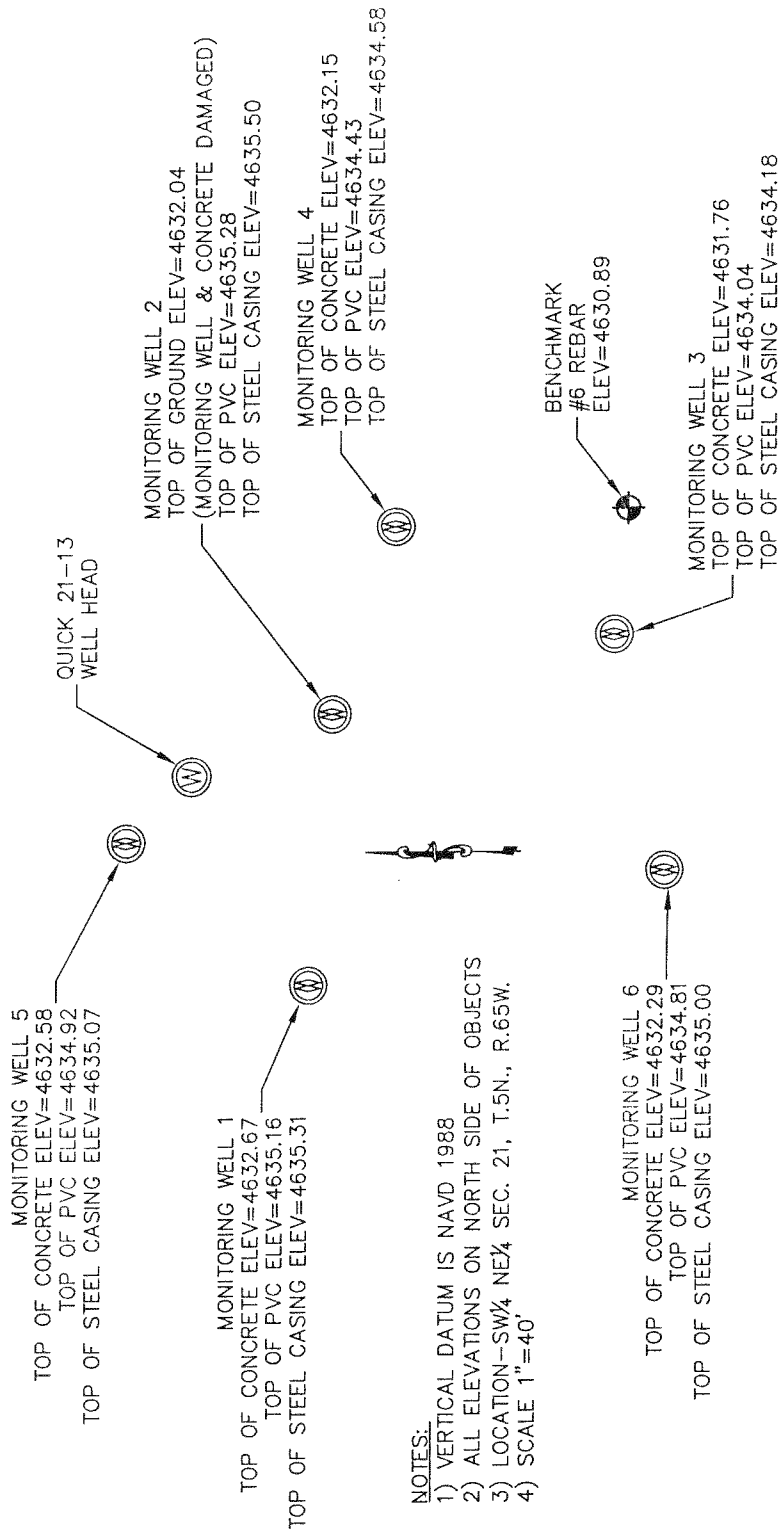 MONITORING WELL 5
TOP OF CONCRETE ELEV=4632.58
TOP OF PVC ELEV=4634.92
TOP OF STEEL CASING ELEV=4635.07
QUICK 21-13
WELL HEAD
MONITORING WELL 2
TOP OF GROUND ELEV=4632.04
(MONITORING WELL & CONCRETE DAMAGED)
TOP OF PVC ELEV=4635.28
TOP OF STEEL CASING ELEV=4635.50
MONITORING WELL 1
TOP OF CONCRETE ELEV=4632.67
TOP OF PVC ELEV=4635.16
TOP OF STEEL CASING ELEV=4635.31
MONITORING WELL 4
TOP OF CONCRETE ELEV=4632.15
TOP OF PVC ELEV=4634.43
TOP OF STEEL CASING ELEV=4634.58
NOTES:
1) VERTICAL DATUM IS NAVD 1988
2) ALL ELEVATIONS ON NORTH SIDE OF OBJECTS
3) LOCATION-SW¼ NE¼ SEC. 21, T.5N., R.65W.
4) SCALE 1"=40'
BENCHMARK
#6 REBAR
ELEV=4630.89
MONITORING WELL 6
TOP OF CONCRETE ELEV=4632.29
TOP OF PVC ELEV=4634.81
TOP OF STEEL CASING ELEV=4635.00
MONITORING WELL 3
TOP OF CONCRETE ELEV=4631.76
TOP OF PVC ELEV=4634.04
TOP OF STEEL CASING ELEV=4634.18
W